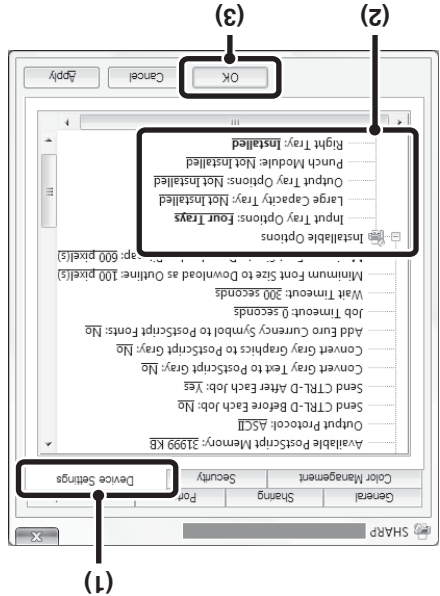 (1)
SHARP
X
General Sharing Port
Color Management Security Device Settings
Available PostScript Memory: 31999 KB
Output Protocol: ASCII
Send CTRL-D Before Each Job: No
Send CTRL-D After Each Job: Yes
Convert Gray Text to PostScript Gray: No
Convert Gray Graphics to PostScript Gray: No
Add Euro Currency Symbol to PostScript Fonts: No
Job Timeout: 0 seconds
Wait Timeout: 300 seconds
Minimum Font Size to Download as Outline: 100 pixel(s)
600 pixel(s)
Installable Options
Input Tray Options: Four Trays
Large Capacity Tray: Not Installed
Output Tray Options: Not Installed
Punch Module: Not Installed
Right Tray: Installed
OK Cancel Apply
(2) (3)